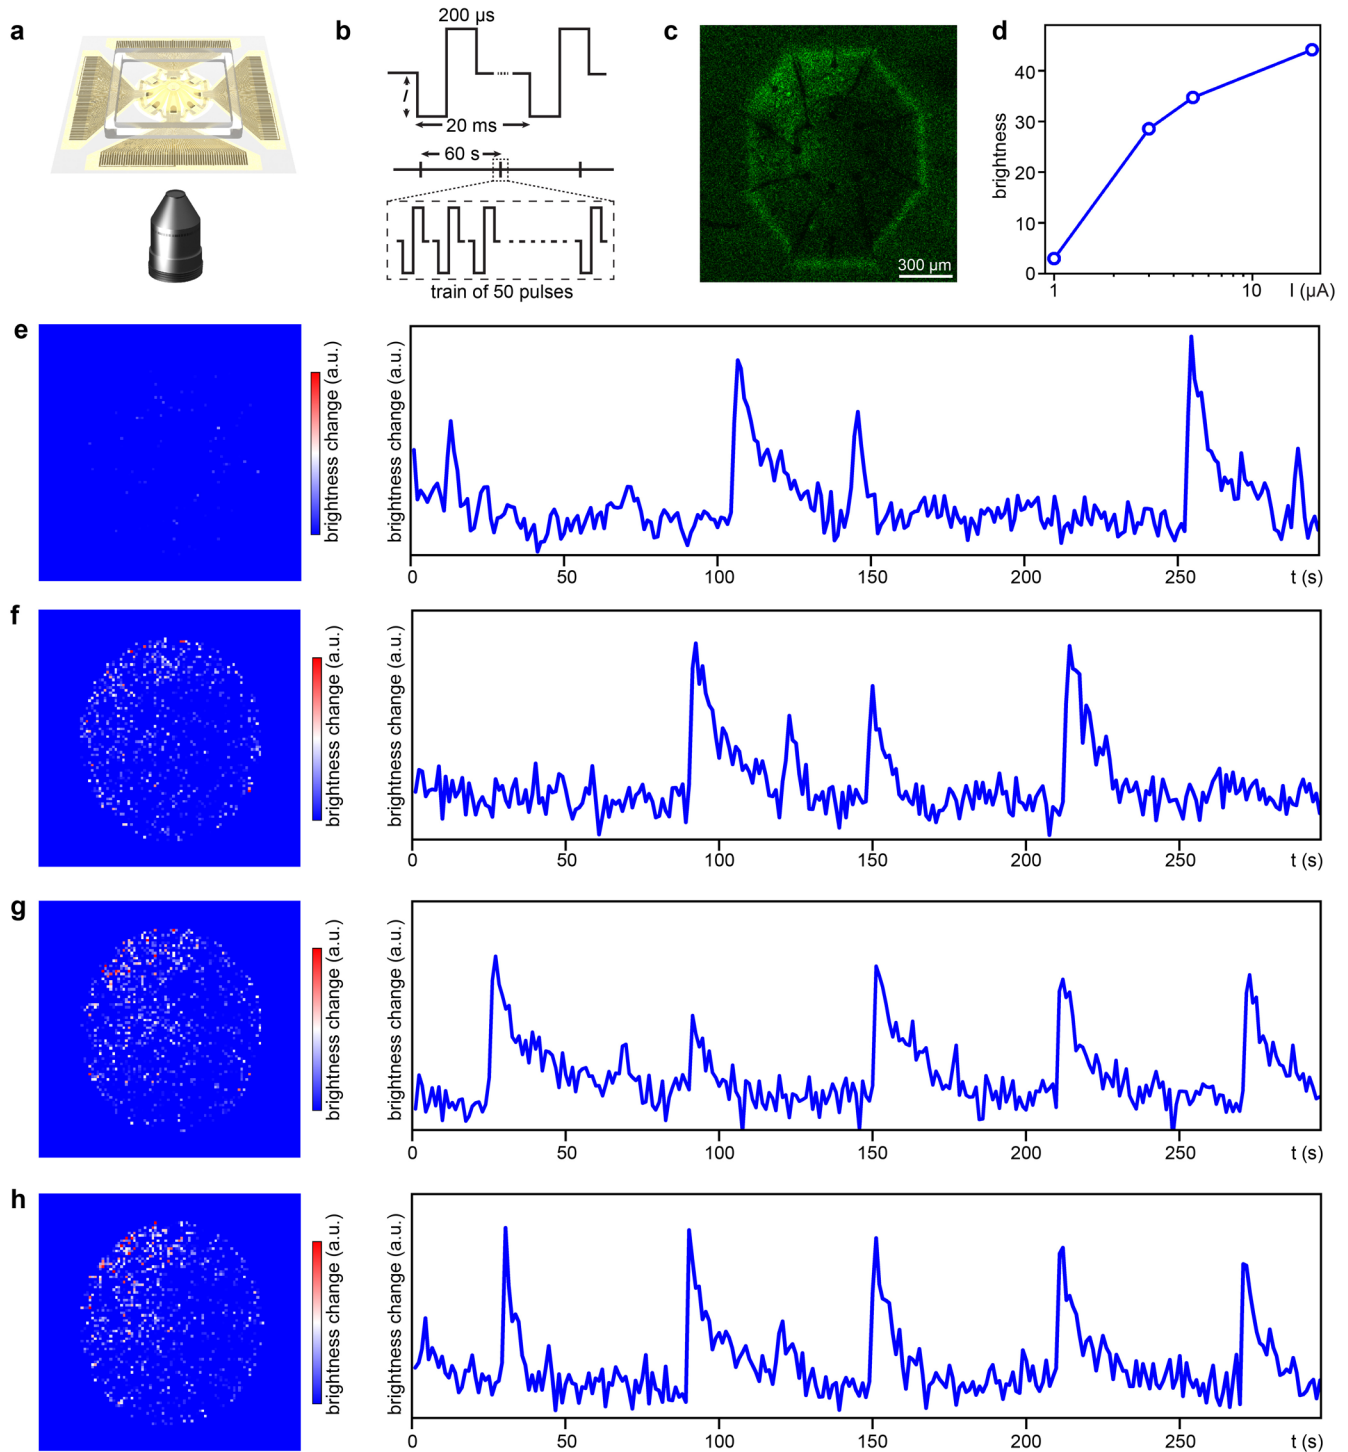 a
b
200 µs
I
20 ms
60 s
train of 50 pulses
c
300 µm
d
brightness
40
30
20
10
0
1
10
I (µA)
e
brightness change (a.u.)
brightness change (a.u.)
0
50
100
150
200
250
t (s)
f
brightness change (a.u.)
brightness change (a.u.)
0
50
100
150
200
250
t (s)
g
brightness change (a.u.)
brightness change (a.u.)
0
50
100
150
200
250
t (s)
h
brightness change (a.u.)
brightness change (a.u.)
0
50
100
150
200
250
t (s)